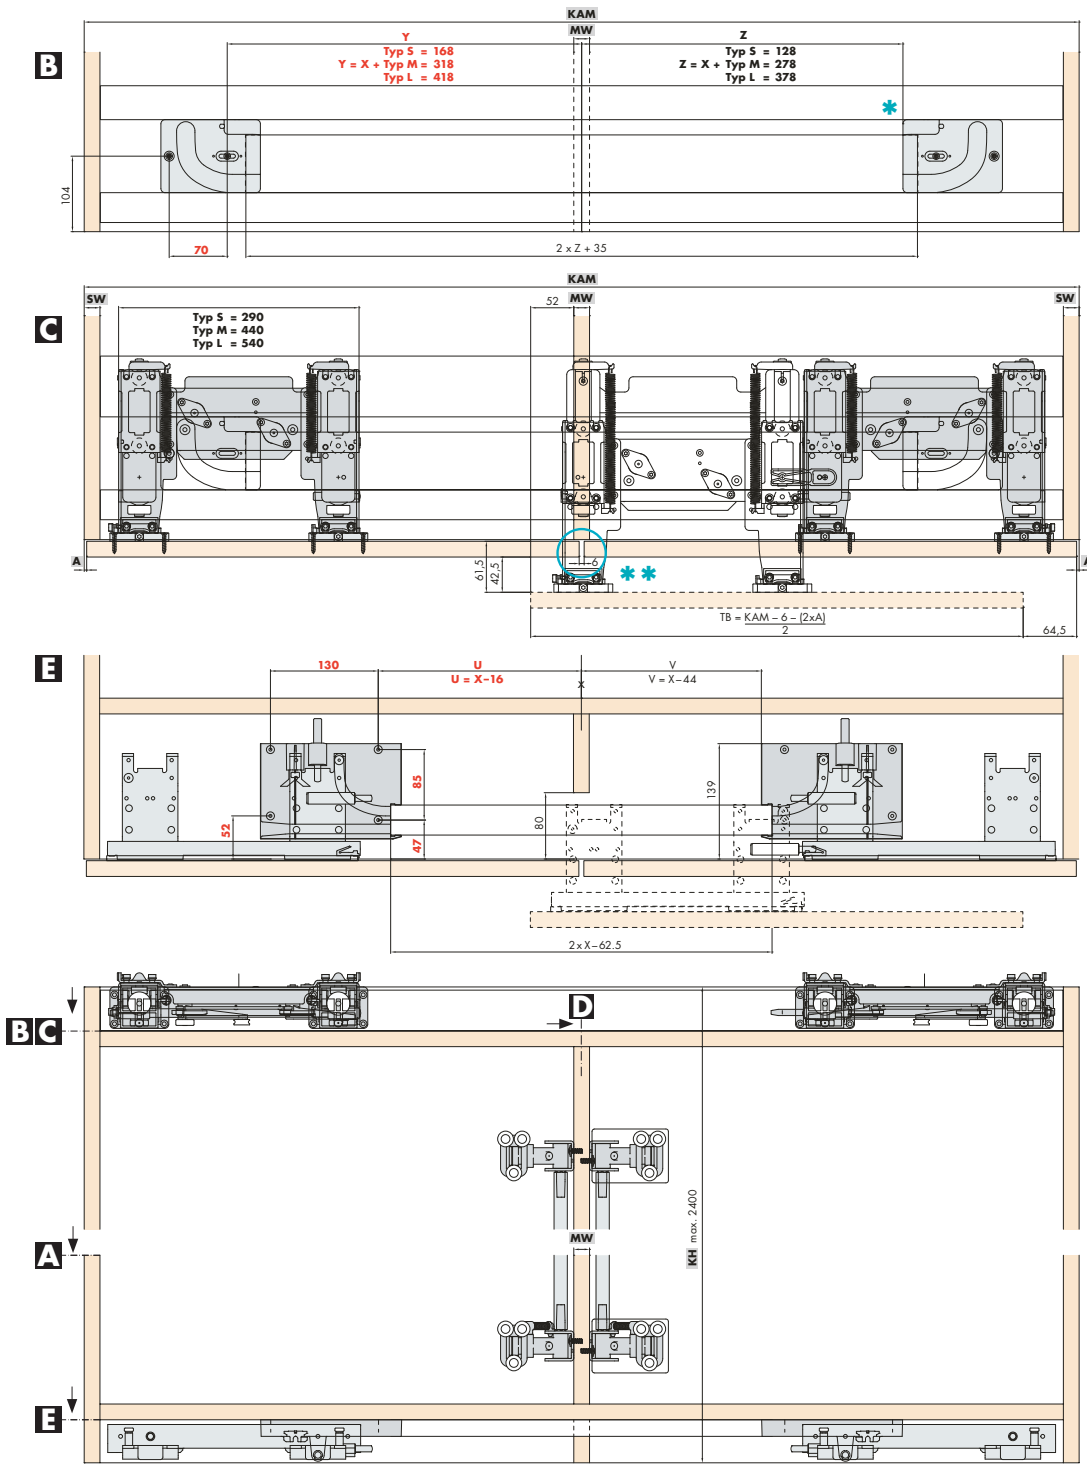 KAM
MW
B
Y
Typ S = 168
Y = X + Typ M = 318
Typ L = 418
Z
Typ S = 128
Z = X + Typ M = 278
Typ L = 378
*
104
70
2 x Z + 35
KAM
SW
52
MW
SW
C
Typ S = 290
Typ M = 440
Typ L = 540
A
61,5
42,5
6
* *
A
TB = KAM – 6 – (2xA)
2
64,5
E
130
U
U = X–16
X
V
V = X–44
85
52
47
80
139
2 x X–62.5
B C
D
KH max. 2400
A
MW
E